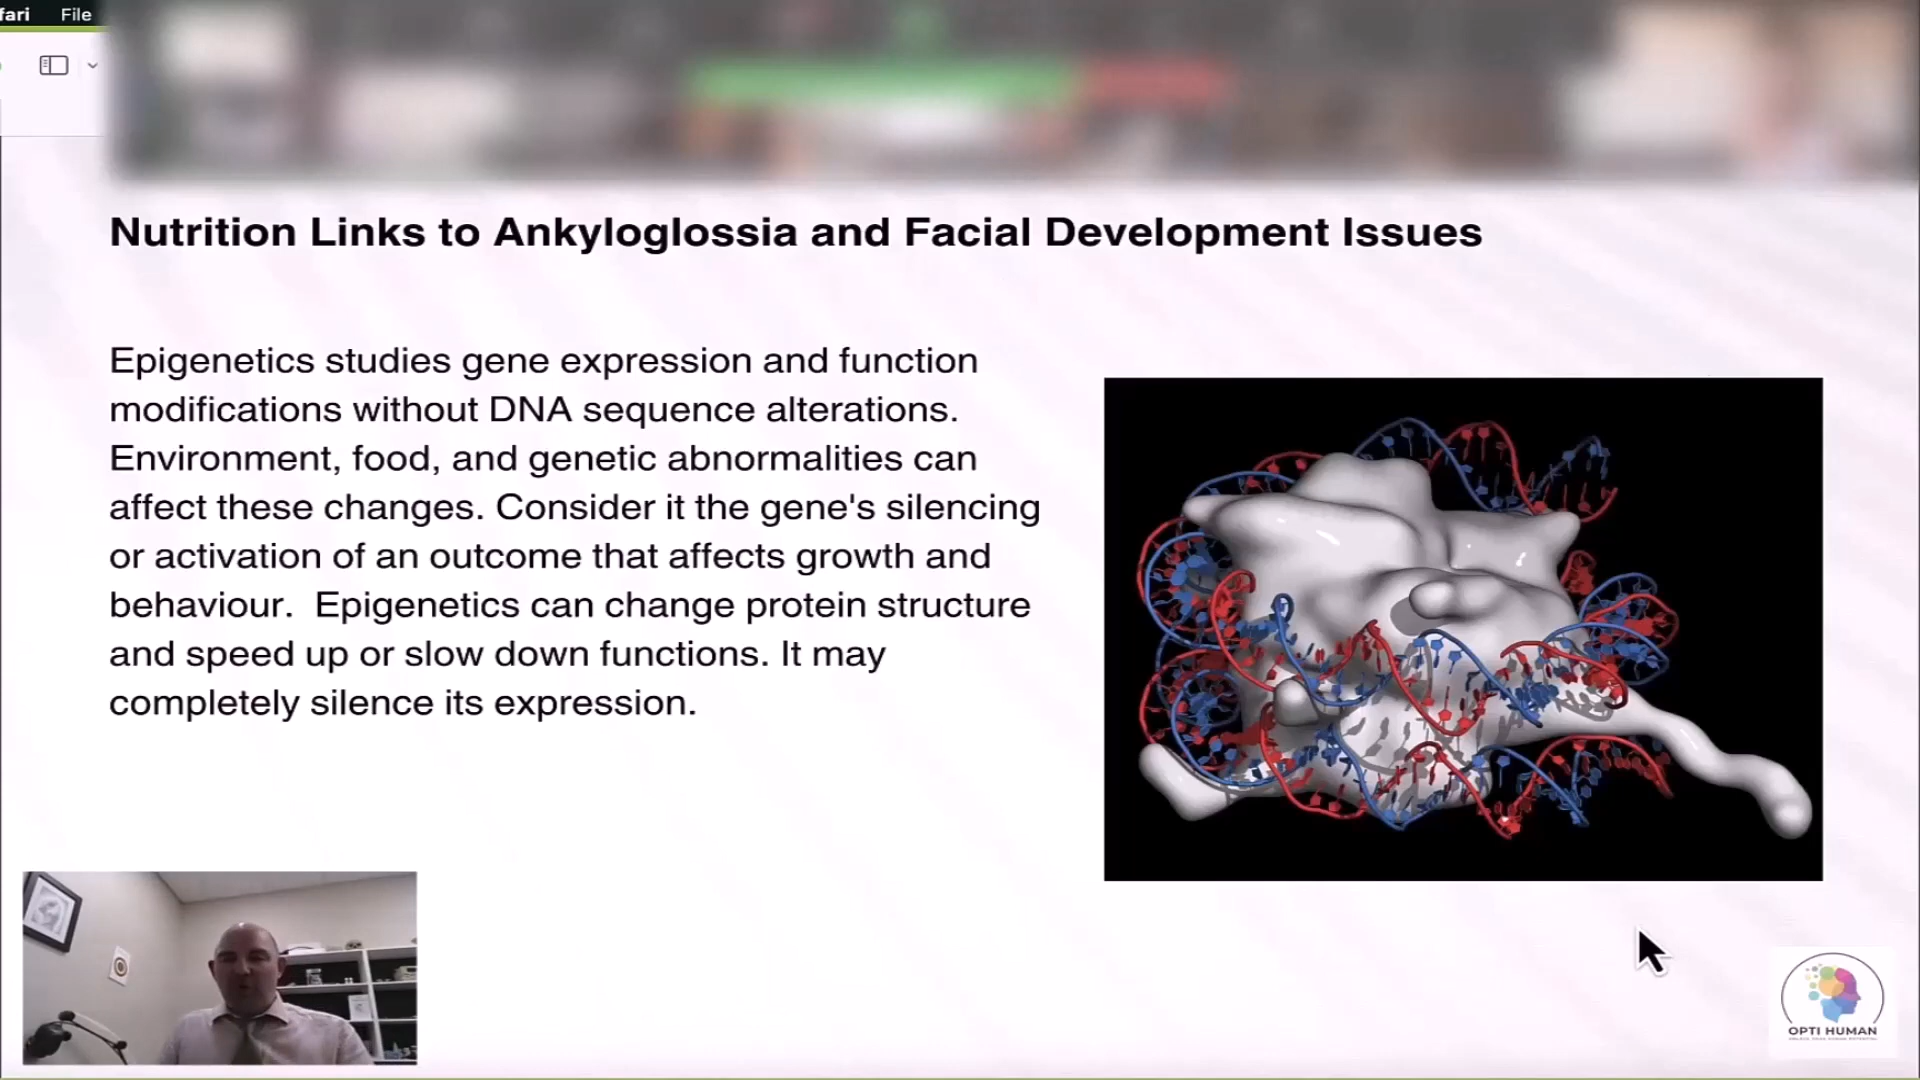 fari File
Nutrition Links to Ankyloglossia and Facial Development Issues
Epigenetics studies gene expression and function
modifications without DNA sequence alterations.
Environment, food, and genetic abnormalities can
affect these changes. Consider it the gene's silencing
or activation of an outcome that affects growth and
behaviour.  Epigenetics can change protein structure
and speed up or slow down functions. It may
completely silence its expression.
OPTI HUMAN